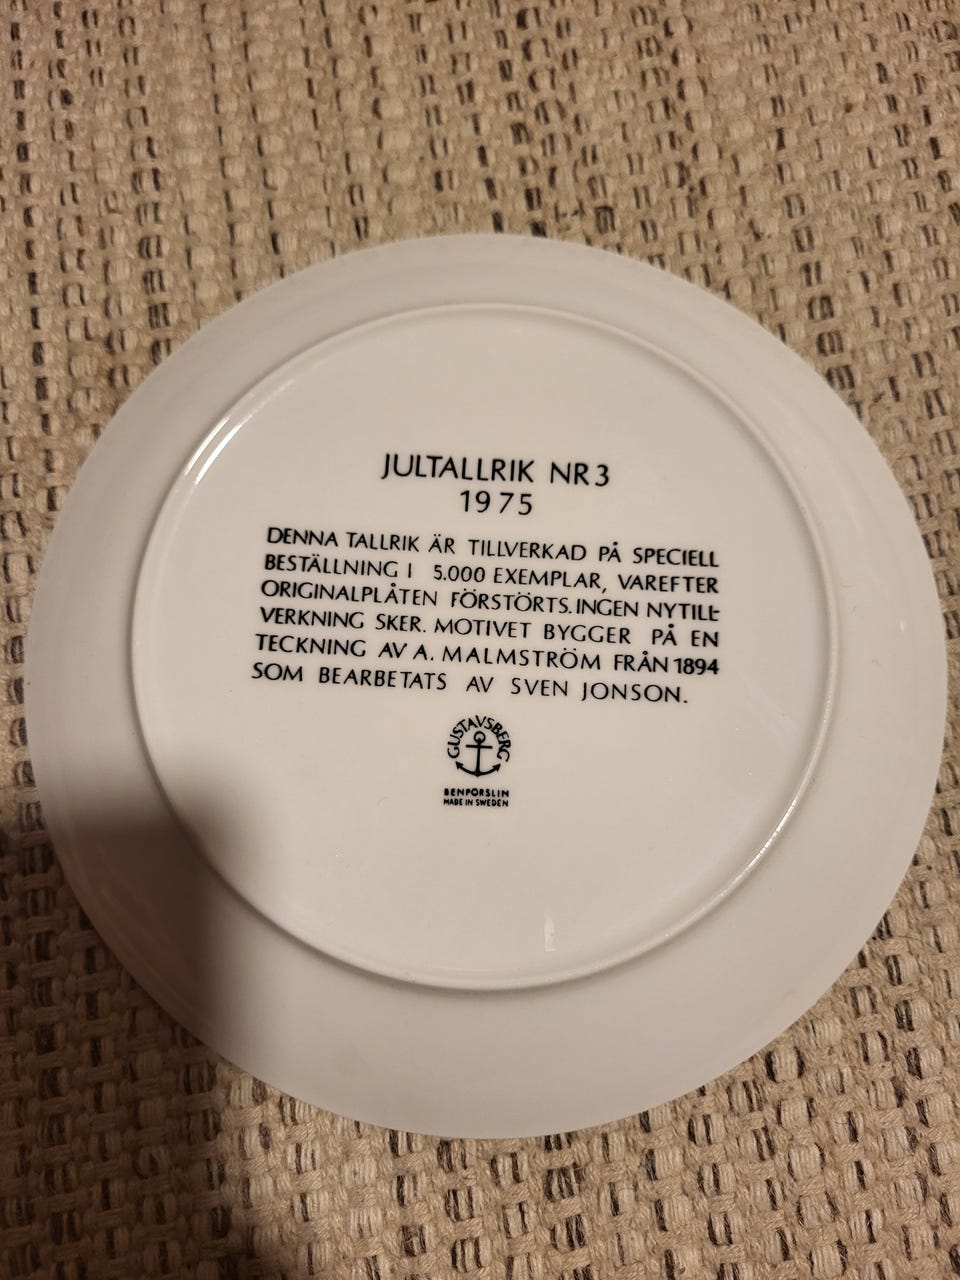 JULTALLRIK NR 3
1975
DENNA TALLRIK ÄR TILLVERKAD PÅ SPECIELL
BESTÄLLNING I 5.000 EXEMPLAR, VAREFTER
ORIGINALPLÅTEN FÖRSTÖRTS. INGEN NYTILL-
VERKNING SKER. MOTIVET BYGGER PÅ EN
TECKNING AV A. MALMSTRÖM FRÅN 1894
SOM BEARBETATS AV SVEN JONSON.
GUSTAVSBERG
BENPORSLIN
MADE IN SWEDEN